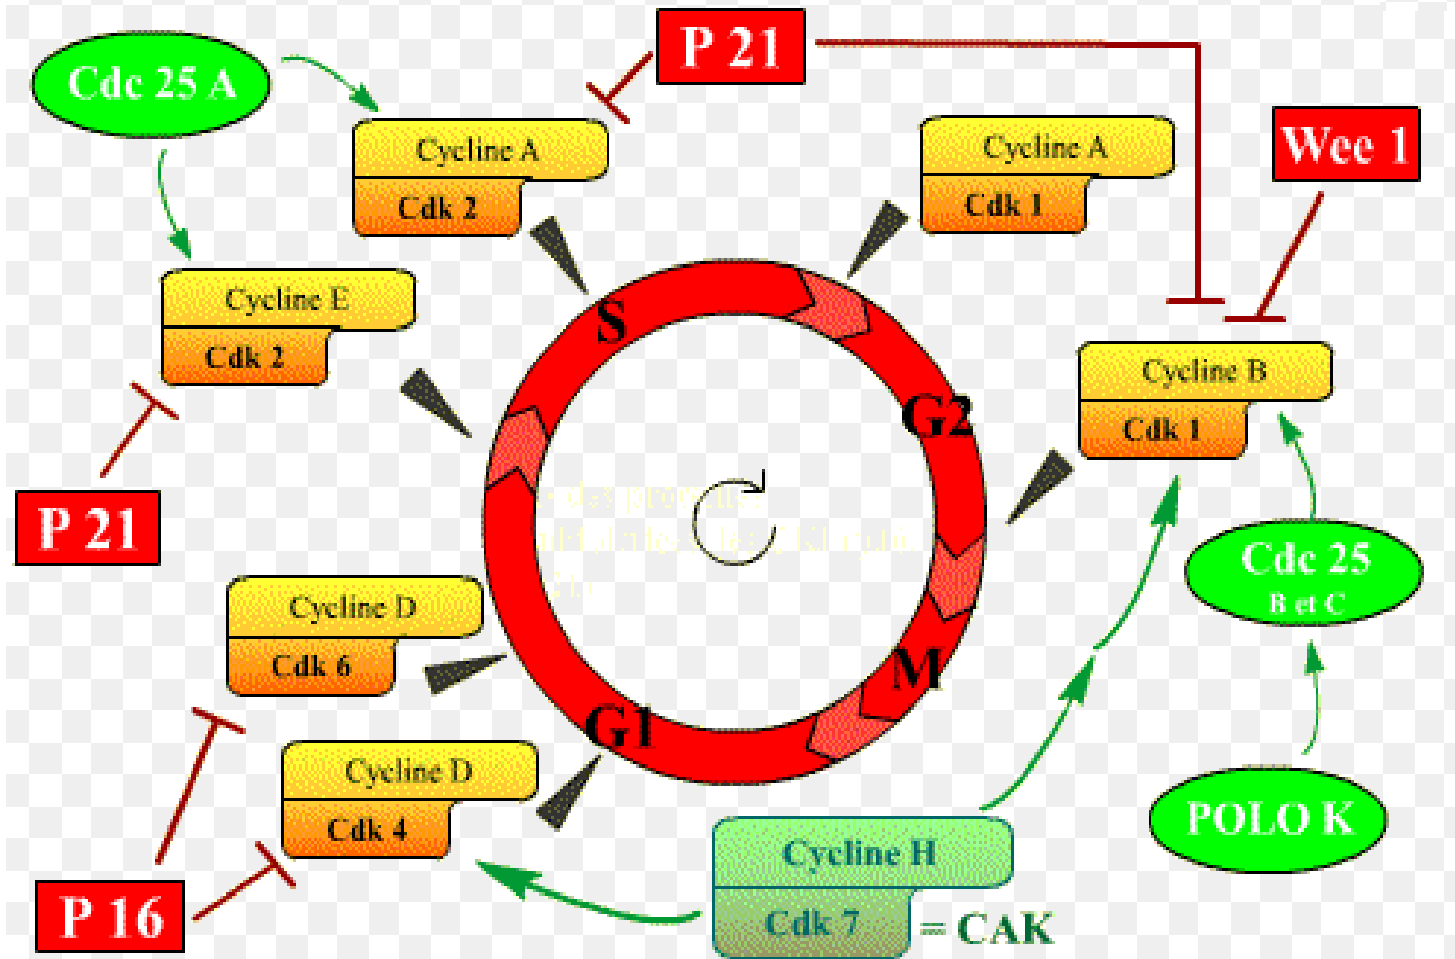 P 21
Cdc 25 A
Cycline A
Cdk 2
Cycline A
Cdk 1
Wee 1
Cycline E
Cdk 2
S
G2
Cycline B
Cdk 1
P 21
Cdc 25
B et C
Cycline D
Cdk 6
M
G1
Cycline D
Cdk 4
POLO K
Cycline H
Cdk 7
= CAK
P 16